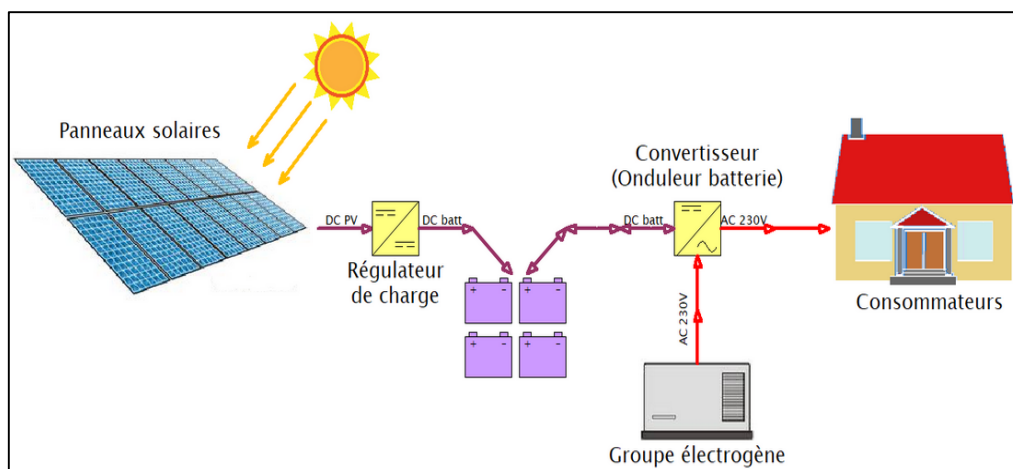 Panneaux solaires
Convertisseur
(Onduleur batterie)
DC PV
DC batt
DC batt
AC 230V
Régulateur
de charge
+ -
+ -
+ -
+ -
AC 230V
Consommateurs
Groupe électrogène